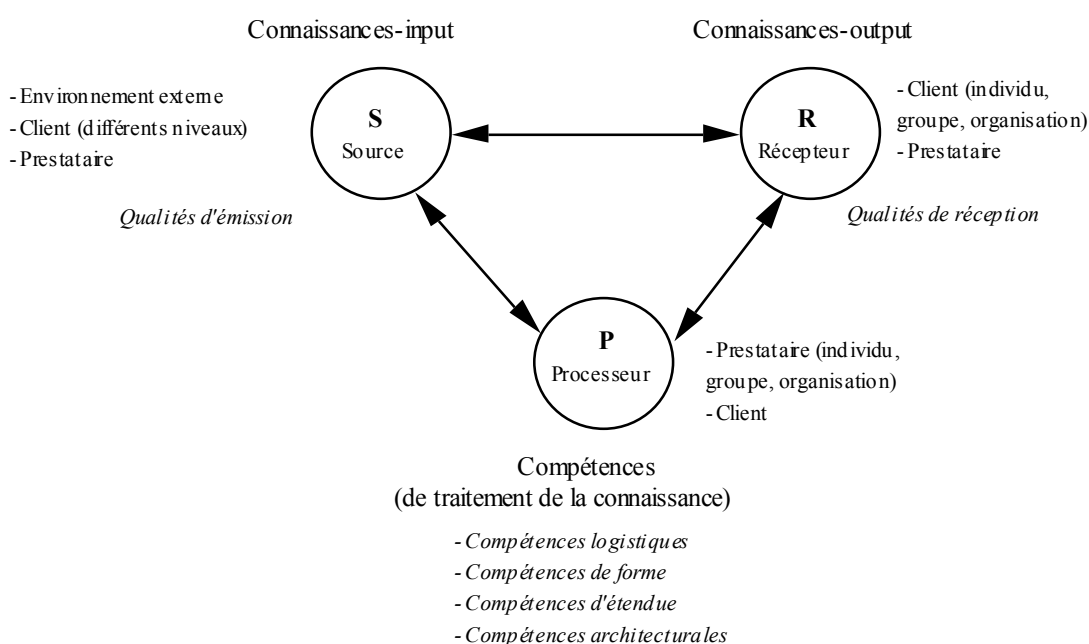 Connaissances-input
Connaissances-output
- Environnement externe
- Client (différents niveaux)
- Prestataire
S
Source
R
Récepteur
- Client (individu,
groupe, organisation)
- Prestataire
Qualités d'émission
Qualités de réception
P
Processeur
- Prestataire (individu,
groupe, organisation)
- Client
Compétences
(de traitement de la connaissance)
- Compétences logistiques
- Compétences de forme
- Compétences d'étendue
- Compétences architecturales